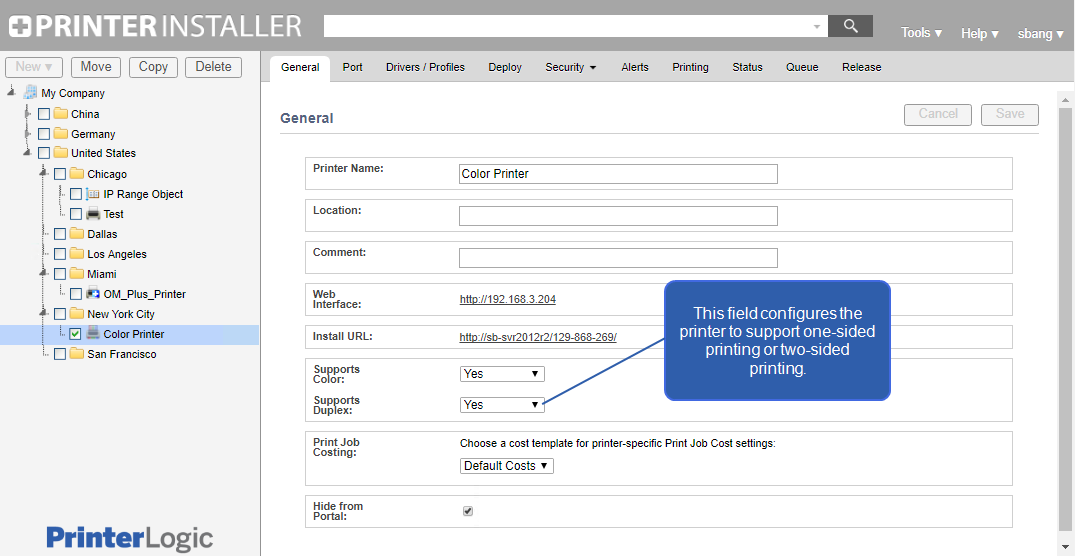 PRINTER INSTALLER
Tools ▾ Help ▾ sbang ▾
New ▾ Move Copy Delete
General Port Drivers / Profiles Deploy Security ▾ Alerts Printing Status Queue Release
My Company
China
Germany
United States
Chicago
IP Range Object
Test
Dallas
Los Angeles
Miami
OM_Plus_Printer
New York City
Color Printer
San Francisco
PrinterLogic
General
Cancel Save
Printer Name: Color Printer
Location:
Comment:
Web
Interface:
http://192.168.3.204
Install URL: http://sb-svr2012r2/129-868-269/
Supports
Color:
Yes
Supports
Duplex:
Yes
This field configures the
printer to support one-sided
printing or two-sided
printing.
Print Job
Costing:
Choose a cost template for printer-specific Print Job Cost settings:
Default Costs
Hide from
Portal: